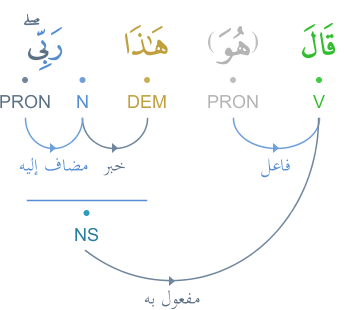 قَالَ (هُوَ) هَـٰذَا رَبِّىۖ
V PRON DEM N PRON
فاعل خبر مضاف إليه
NS
مفعول به